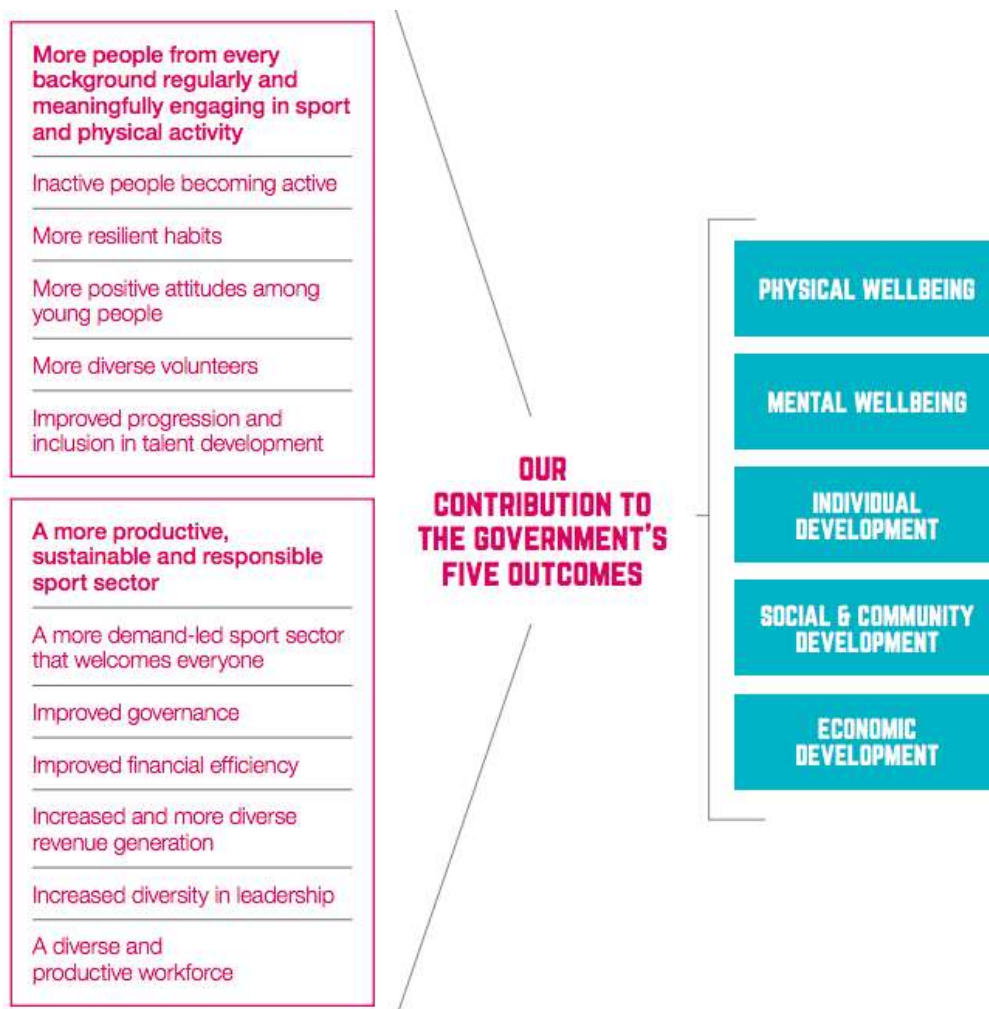 More people from every
background regularly and
meaningfully engaging in sport
and physical activity
Inactive people becoming active
More resilient habits
More positive attitudes among
young people
More diverse volunteers
Improved progression and
inclusion in talent development
A more productive,
sustainable and responsible
sport sector
A more demand-led sport sector
that welcomes everyone
Improved governance
Improved financial efficiency
Increased and more diverse
revenue generation
Increased diversity in leadership
A diverse and
productive workforce
OUR
CONTRIBUTION TO
THE GOVERNMENT'S
FIVE OUTCOMES
PHYSICAL WELLBEING
MENTAL WELLBEING
INDIVIDUAL
DEVELOPMENT
SOCIAL & COMMUNITY
DEVELOPMENT
ECONOMIC
DEVELOPMENT